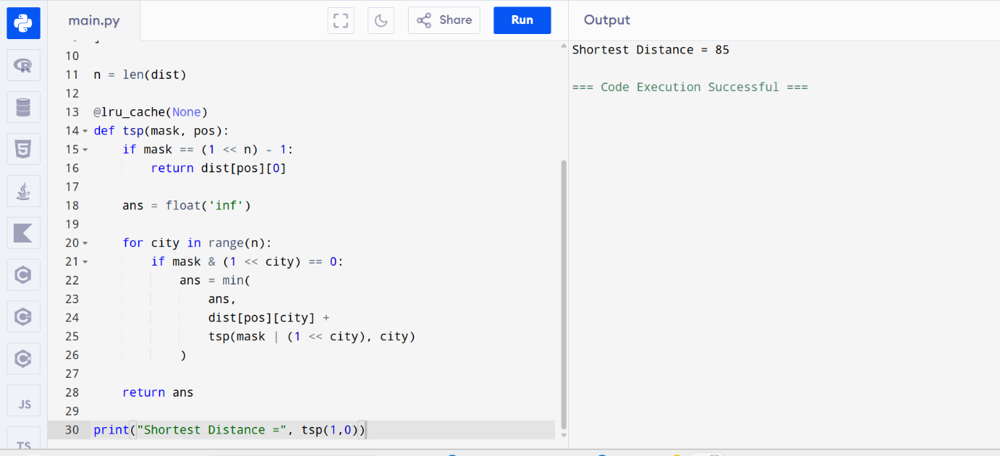 main.py
Share
Run
Output
10
11 n = len(dist)
12
13 @lru_cache(None)
14 def tsp(mask, pos):
15     if mask == (1 << n) - 1:
16         return dist[pos][0]
17
18     ans = float('inf')
19
20     for city in range(n):
21         if mask & (1 << city) == 0:
22             ans = min(
23                 ans,
24                 dist[pos][city] +
25                 tsp(mask | (1 << city), city)
26             )
27
28     return ans
29
30 print("Shortest Distance =", tsp(1,0))
Shortest Distance = 85
=== Code Execution Successful ===
R
5
C
C
C
JS
TS